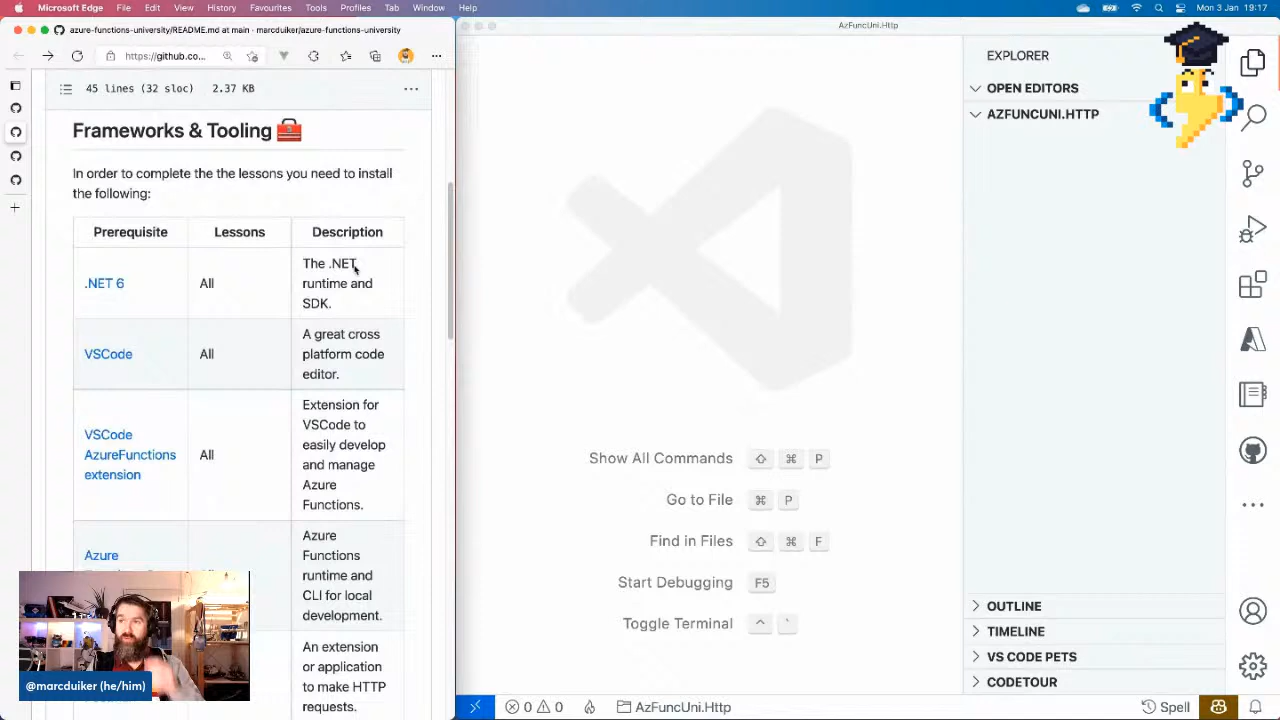 Microsoft Edge File Edit View History Favourites Tools Profiles Tab Window Help
Mon 3 Jan 19:17
azure-functions-university/README.md at main · marcduiker/azure-functions-university
https://github.co...
45 lines (32 sloc) 2.37 KB
Frameworks & Tooling
In order to complete the the lessons you need to install
the following:
Prerequisite Lessons Description
.NET 6 All The .NET
runtime and
SDK.
VSCode All A great cross
platform code
editor.
VSCode
AzureFunctions
extension
All
Extension for
VSCode to
easily develop
and manage
Azure
Functions.
Azure
Azure
Functions
runtime and
CLI for local
development.
An extension
or application
to make HTTP
requests.
@marcduiker (he/him)
AzFuncUni.Http
Show All Commands ⇧ ⌘ P
Go to File ⌘ P
Find in Files ⇧ ⌘ F
Start Debugging F5
Toggle Terminal ^ `
EXPLORER
OPEN EDITORS
AZFUNCUNI.HTTP
OUTLINE
TIMELINE
VS CODE PETS
CODETOUR
0 0 AzFuncUni.Http Spell